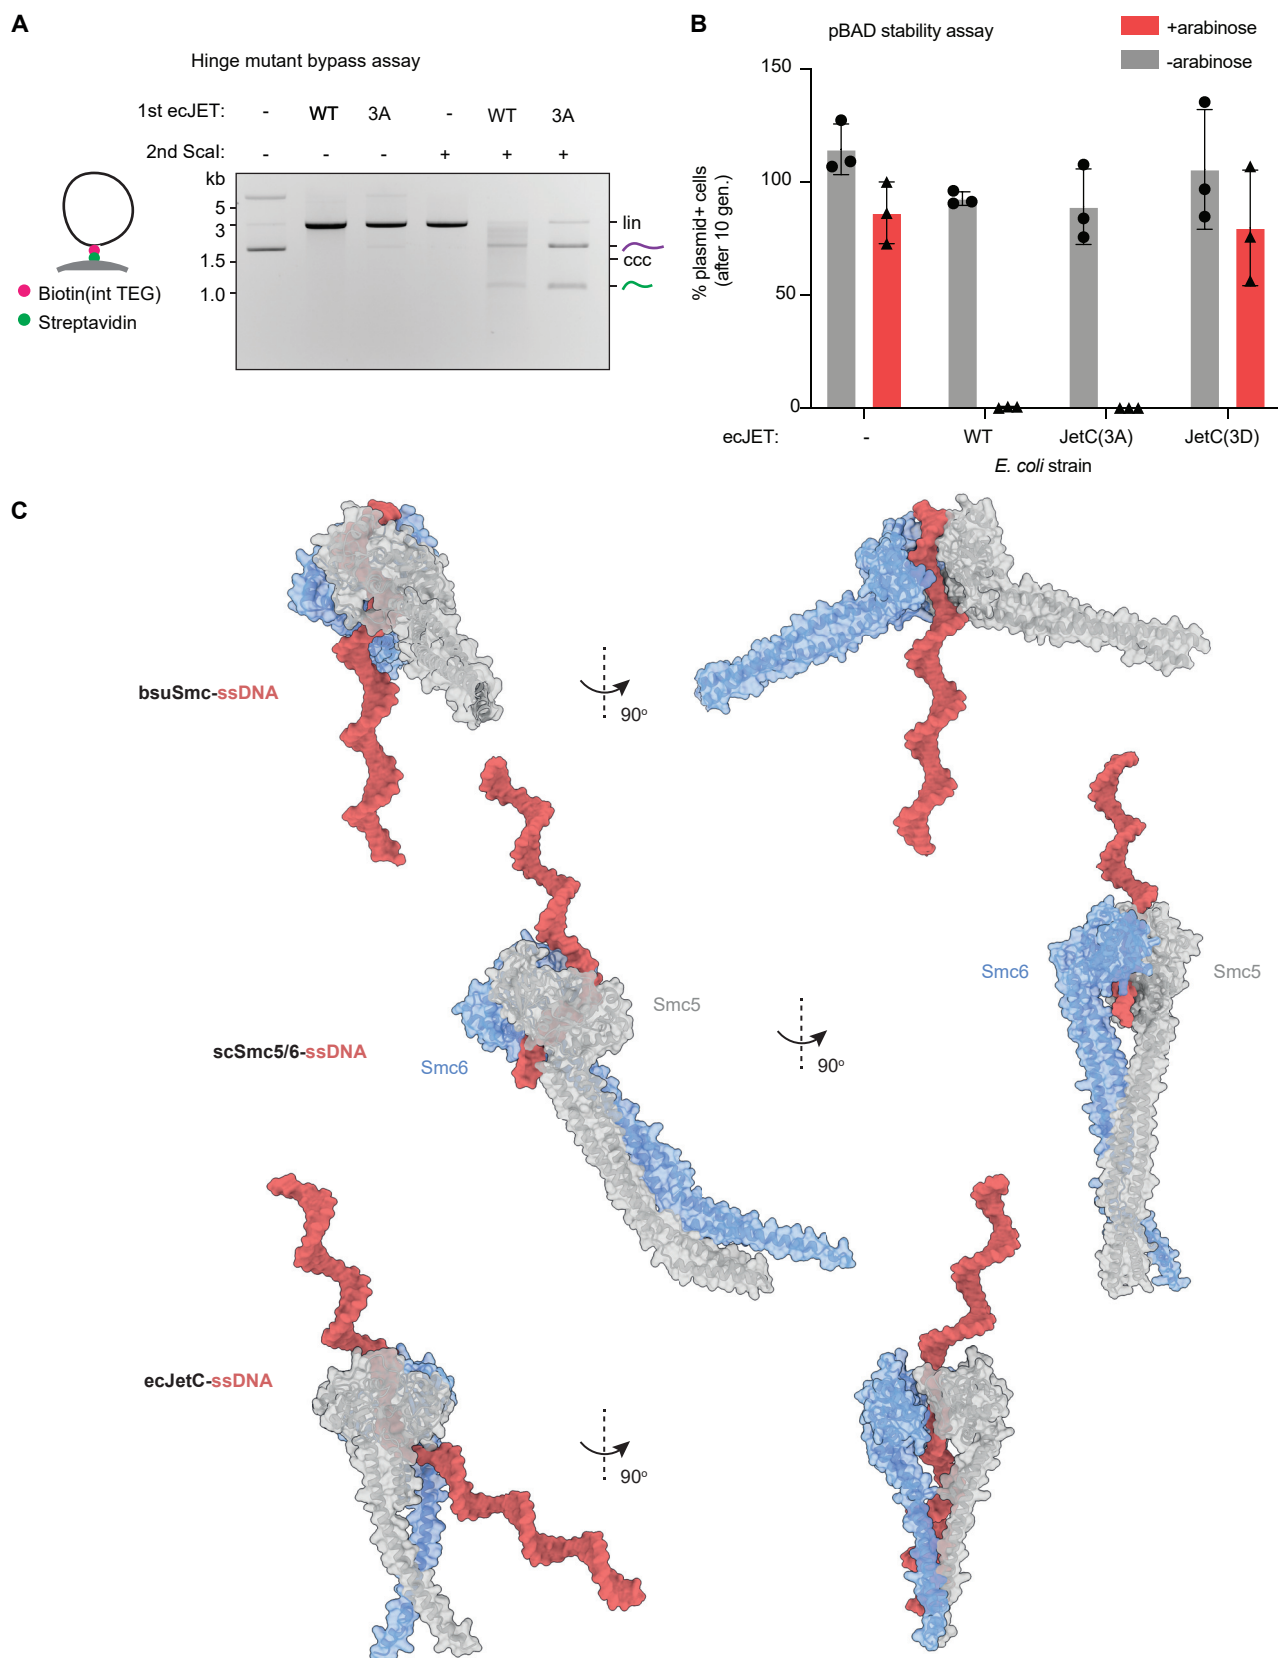 A
Hinge mutant bypass assay
1st ecJET: - WT 3A - WT 3A
2nd ScaI: - - - + + +
kb
5
3
1.5
1.0
lin
ccc
Biotin(int TEG)
Streptavidin
B
pBAD stability assay
+arabinose
-arabinose
% plasmid+ cells
(after 10 gen.)
150
100
50
0
ecJET: - WT JetC(3A) JetC(3D)
E. coli strain
C
bsuSmc-ssDNA
90o
Smc6
Smc5
Smc5
scSmc5/6-ssDNA
Smc6
90o
ecJetC-ssDNA
90o